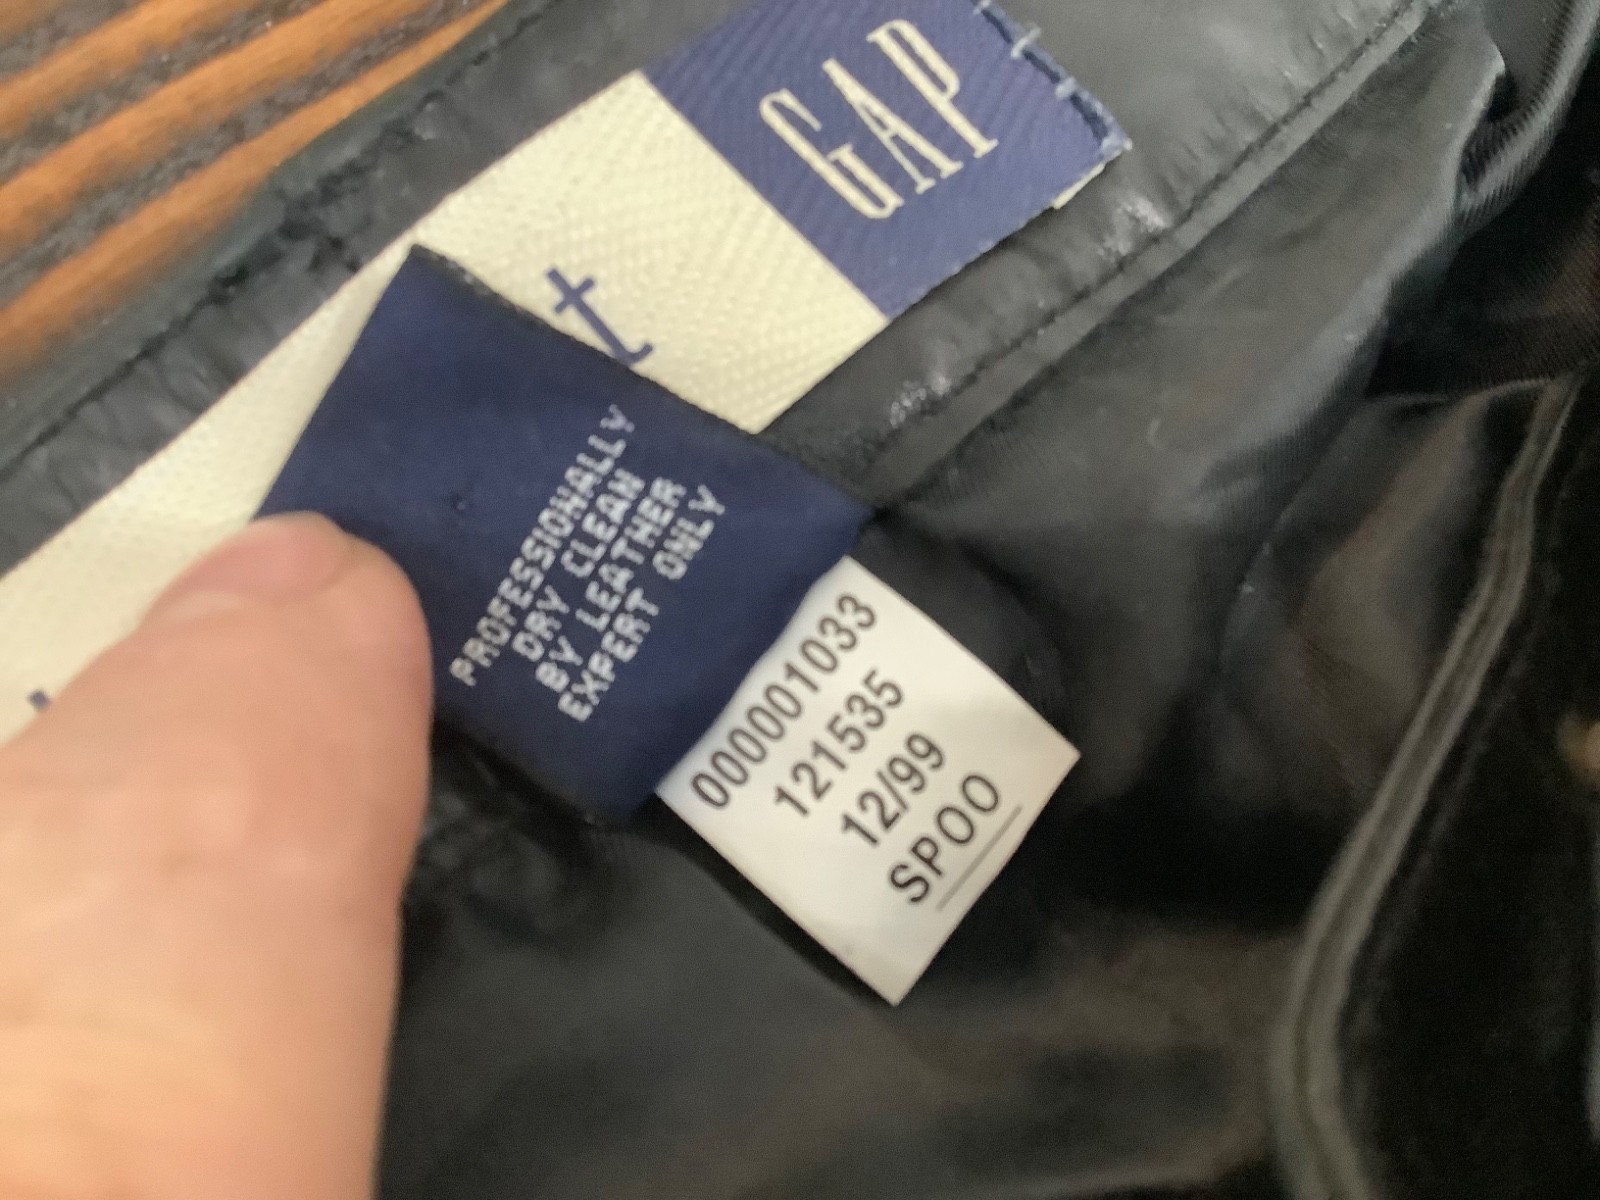 GAP
t
PROFESSIONALLY
DRY CLEAN
BY LEATHER
EXPERT ONLY
000001033
121535
12/99
SP00